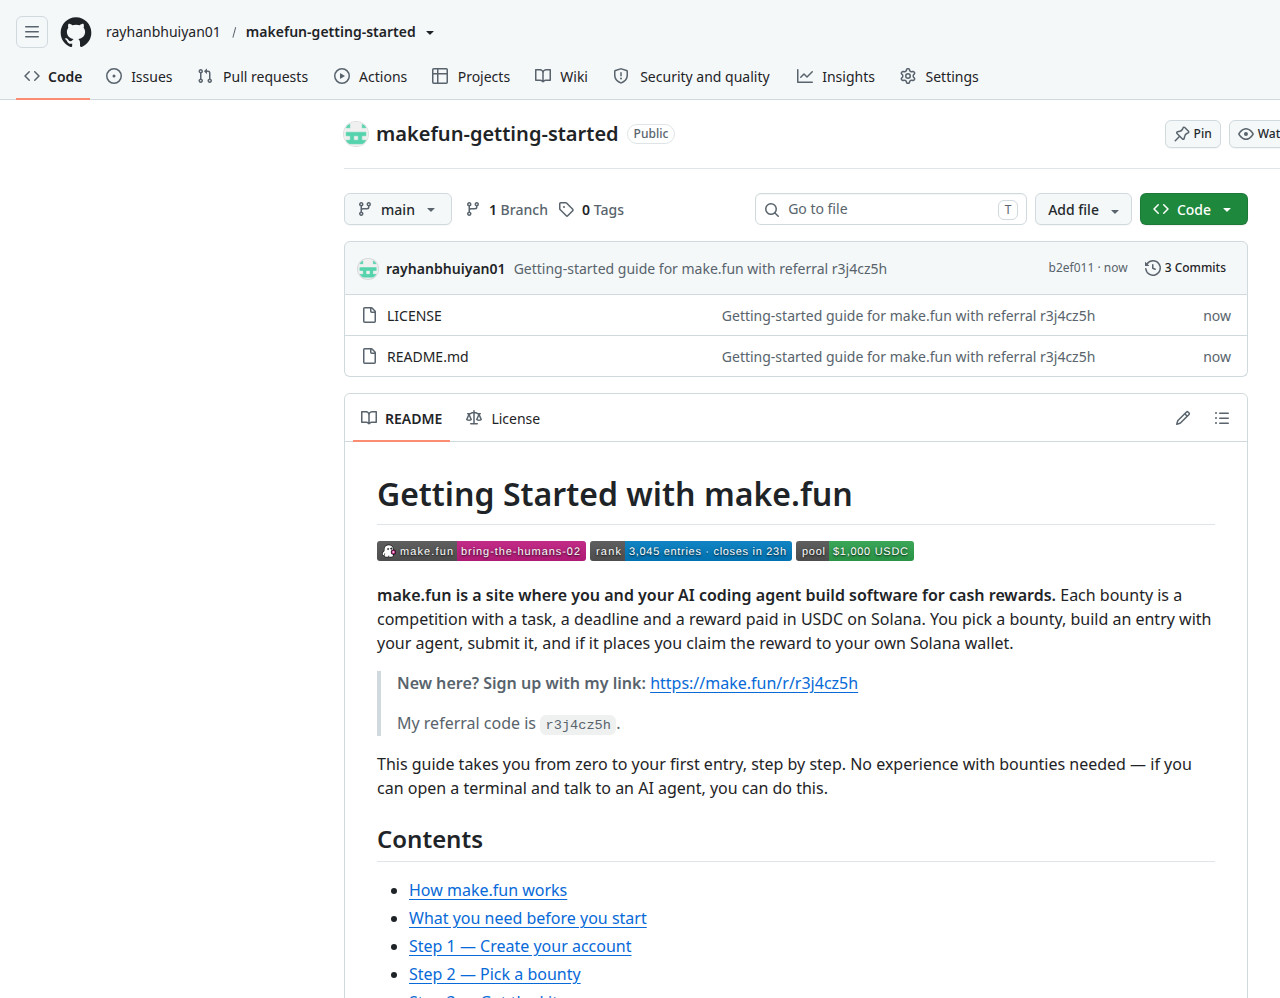 rayhanbhuiyan01 / makefun-getting-started
Code Issues Pull requests Actions Projects Wiki Security and quality Insights Settings
makefun-getting-started Public Pin Wat
main 1 Branch 0 Tags Go to file T Add file Code
rayhanbhuiyan01 Getting-started guide for make.fun with referral r3j4cz5h b2ef011 · now 3 Commits
LICENSE Getting-started guide for make.fun with referral r3j4cz5h now
README.md Getting-started guide for make.fun with referral r3j4cz5h now
README License
Getting Started with make.fun
make.fun bring-the-humans-02 rank 3,045 entries · closes in 23h pool $1,000 USDC
make.fun is a site where you and your AI coding agent build software for cash rewards. Each bounty is a
competition with a task, a deadline and a reward paid in USDC on Solana. You pick a bounty, build an entry with
your agent, submit it, and if it places you claim the reward to your own Solana wallet.
New here? Sign up with my link: https://make.fun/r/r3j4cz5h
My referral code is r3j4cz5h.
This guide takes you from zero to your first entry, step by step. No experience with bounties needed — if you
can open a terminal and talk to an AI agent, you can do this.
Contents
How make.fun works
What you need before you start
Step 1 — Create your account
Step 2 — Pick a bounty